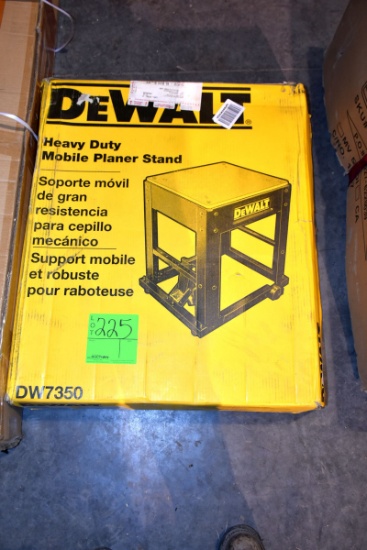 DEWALT
Heavy Duty
Mobile Planer Stand
Soporte móvil
de gran
resistencia
para cepillo
mecánico
Support mobile
et robuste
pour raboteuse
DEWALT
LOT
225
1
DW7350